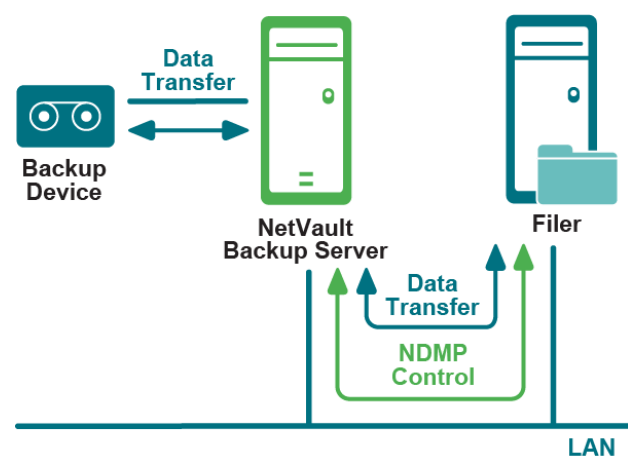 Data
Transfer
Backup
Device
NetVault
Backup Server
Filer
Data
Transfer
NDMP
Control
LAN